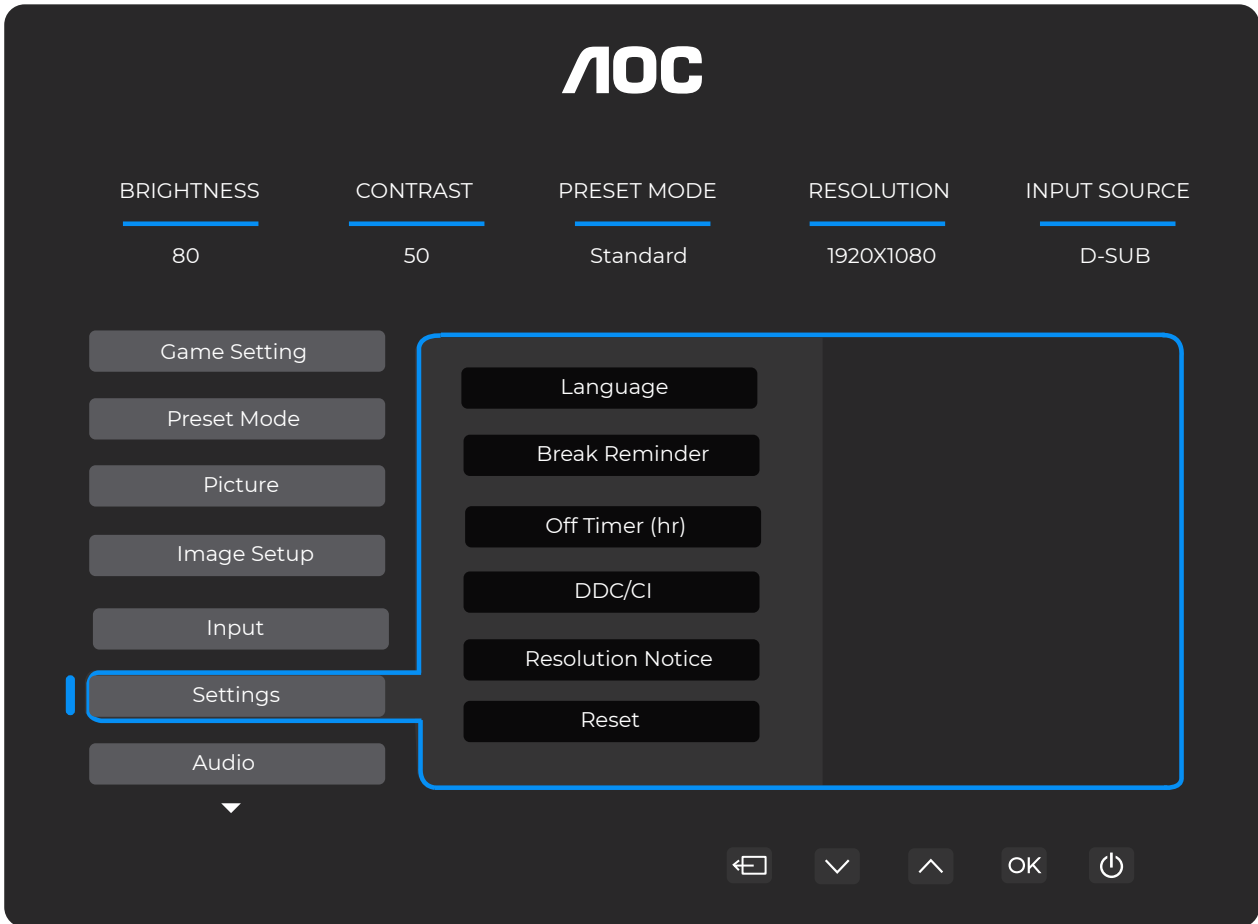 AOC
BRIGHTNESS CONTRAST PRESET MODE RESOLUTION INPUT SOURCE
80 50 Standard 1920X1080 D-SUB
Game Setting
Preset Mode
Picture
Image Setup
Input
Settings
Audio
Language
Break Reminder
Off Timer (hr)
DDC/CI
Resolution Notice
Reset
OK